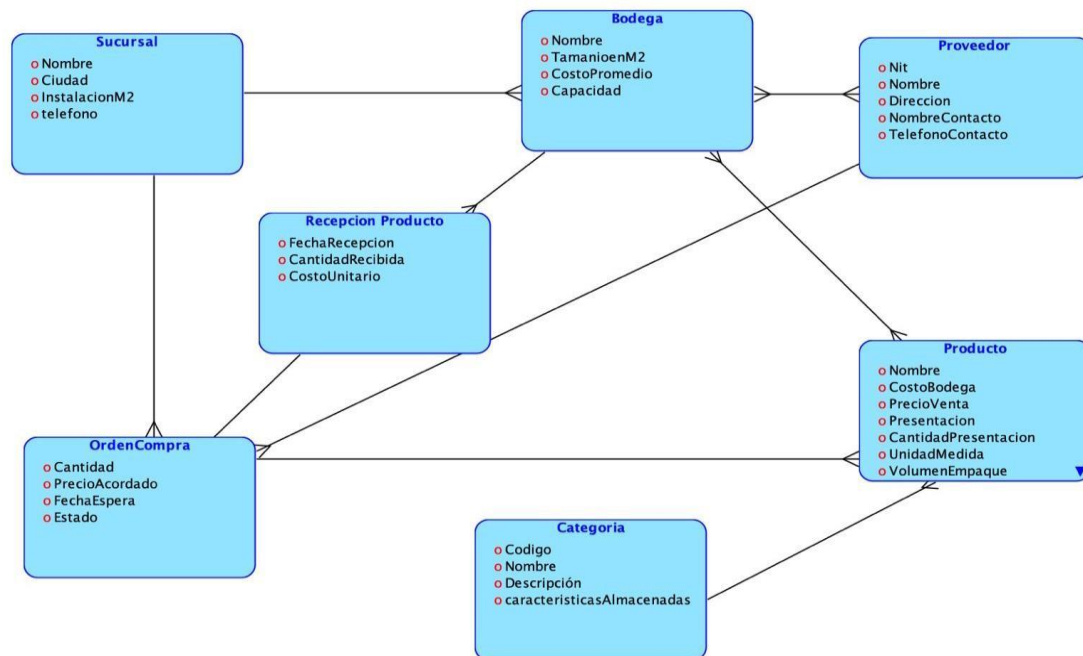 Sucursal
Nombre
Ciudad
InstalacionM2
telefono
Bodega
Nombre
TamanioenM2
CostoPromedio
Capacidad
Proveedor
Nit
Nombre
Direccion
NombreContacto
TelefonoContacto
Recepcion Producto
FechaRecepcion
CantidadRecibida
CostoUnitario
Producto
Nombre
CostoBodega
PrecioVenta
Presentacion
CantidadPresentacion
UnidadMedida
VolumenEmpaque
OrdenCompra
Cantidad
PrecioAcordado
FechaEspera
Estado
Categoria
Codigo
Nombre
Descripción
caracteristicasAlmacenadas